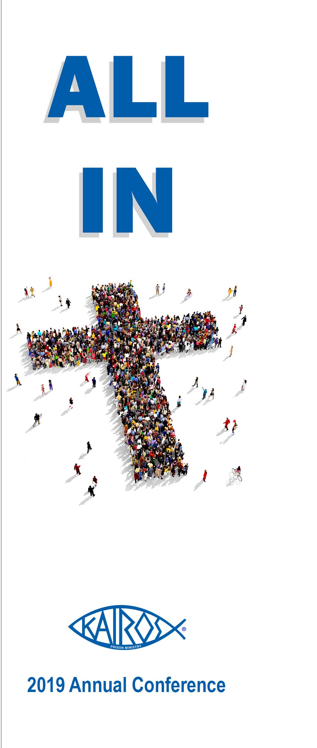 ALL
IN
KAIROS®
PRISON MINISTRY
2019 Annual Conference